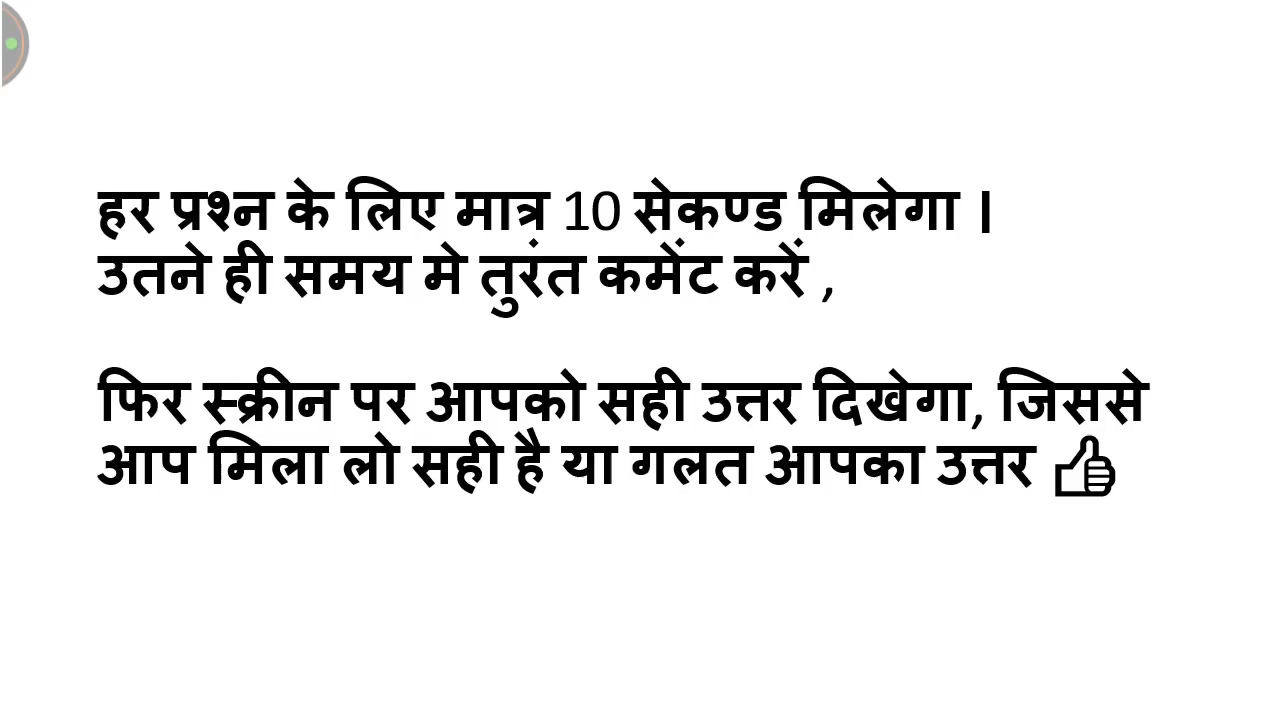 हर प्रश्न के लिए मात्र 10 सेकण्ड मिलेगा ।
उतने ही समय मे तुरंत कमेंट करें ,
फिर स्क्रीन पर आपको सही उत्तर दिखेगा, जिससे
आप मिला लो सही है या गलत आपका उत्तर 👍